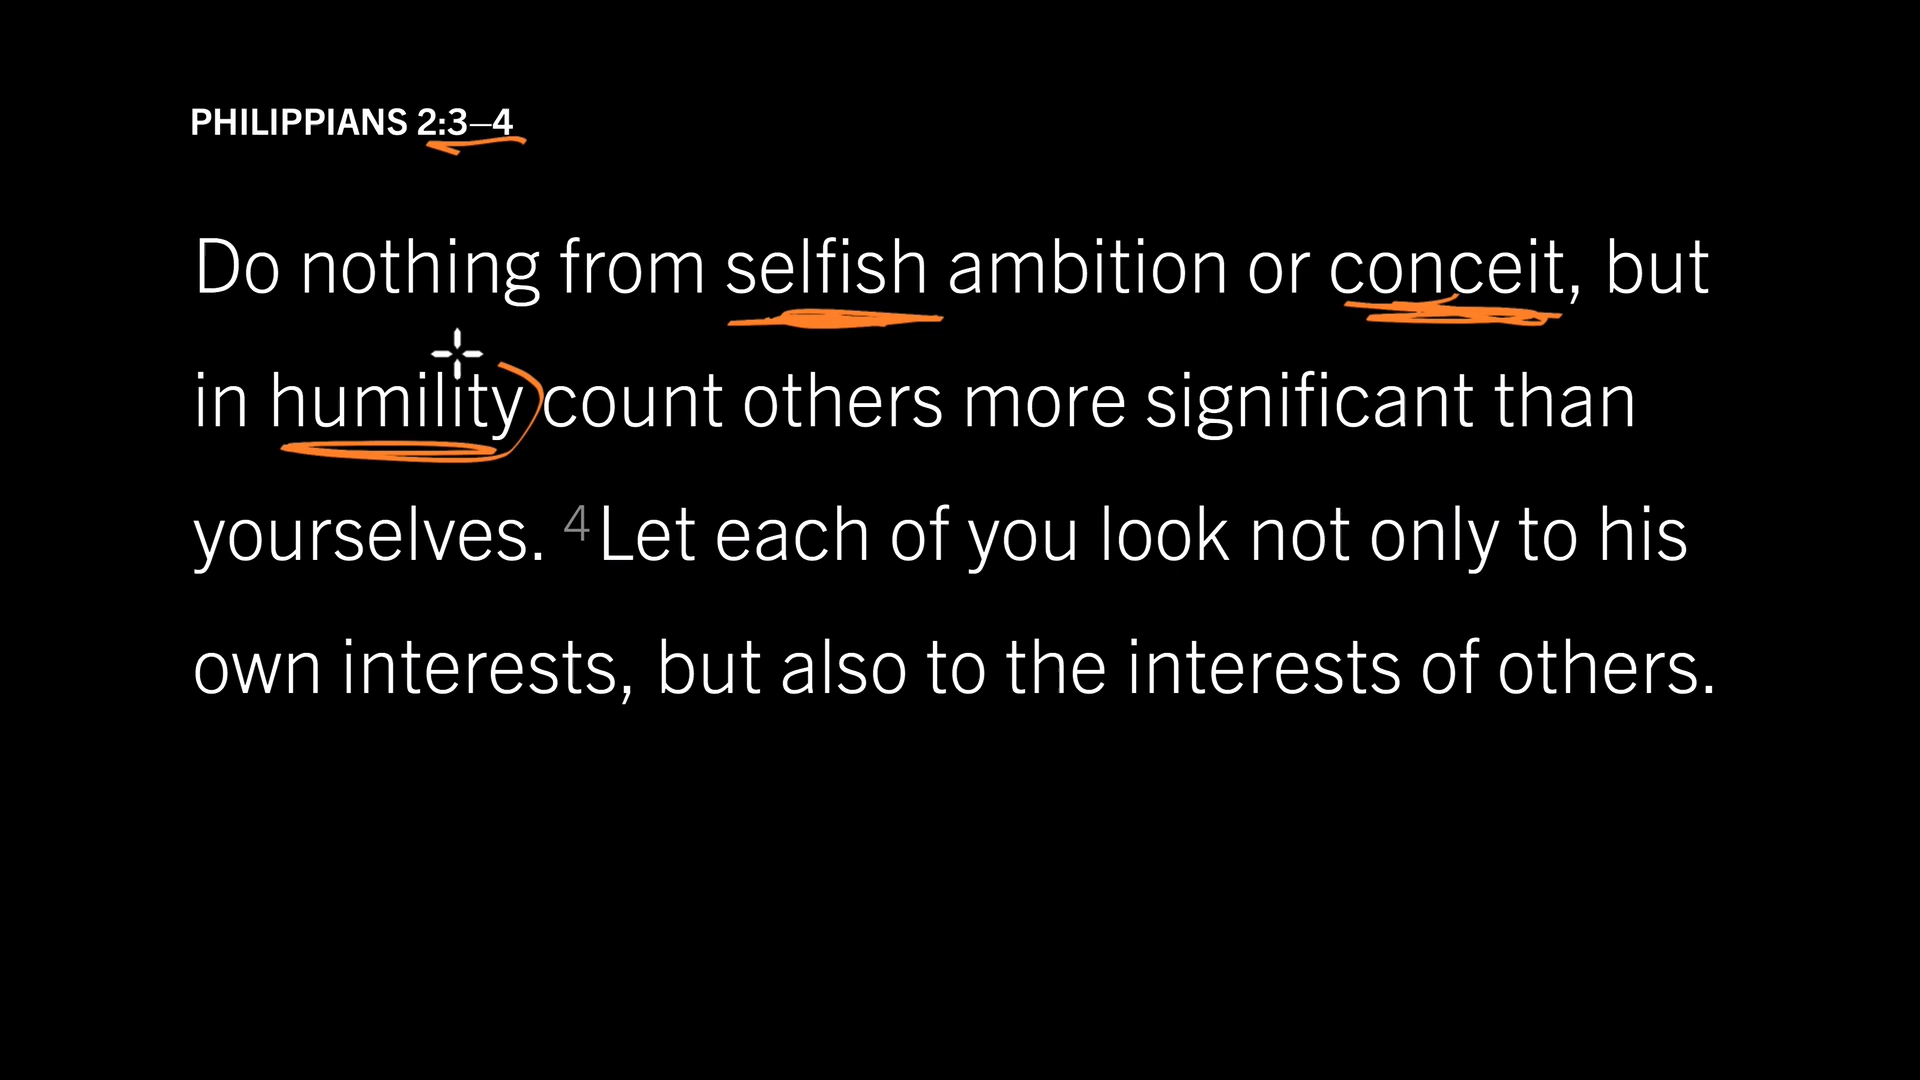 PHILIPPIANS 2:3–4
Do nothing from selfish ambition or conceit, but
in humility count others more significant than
yourselves. 4 Let each of you look not only to his
own interests, but also to the interests of others.